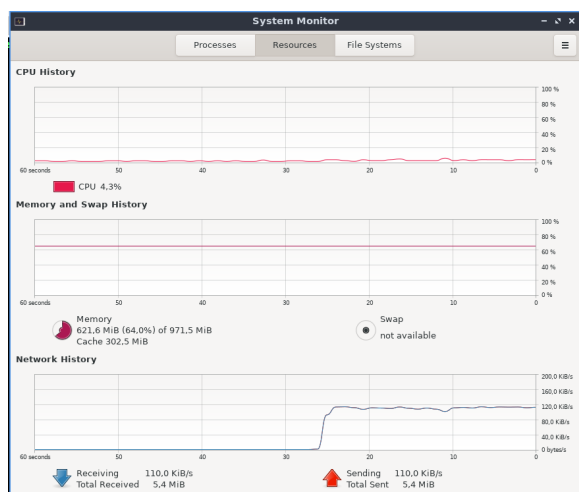 System Monitor
Processes Resources File Systems
CPU History
100 %
80 %
60 %
40 %
20 %
0 %
60 seconds 50 40 30 20 10 0
CPU 4,3%
Memory and Swap History
100 %
80 %
60 %
40 %
20 %
0 %
60 seconds 50 40 30 20 10 0
Memory
621,6 MiB (64,0%) of 971,5 MiB
Cache 302,5 MiB
Swap
not available
Network History
200,0 KiB/s
160,0 KiB/s
120,0 KiB/s
80,0 KiB/s
40,0 KiB/s
0 bytes/s
60 seconds 50 40 30 20 10 0
Receiving 110,0 KiB/s
Total Received 5,4 MiB
Sending 110,0 KiB/s
Total Sent 5,4 MiB